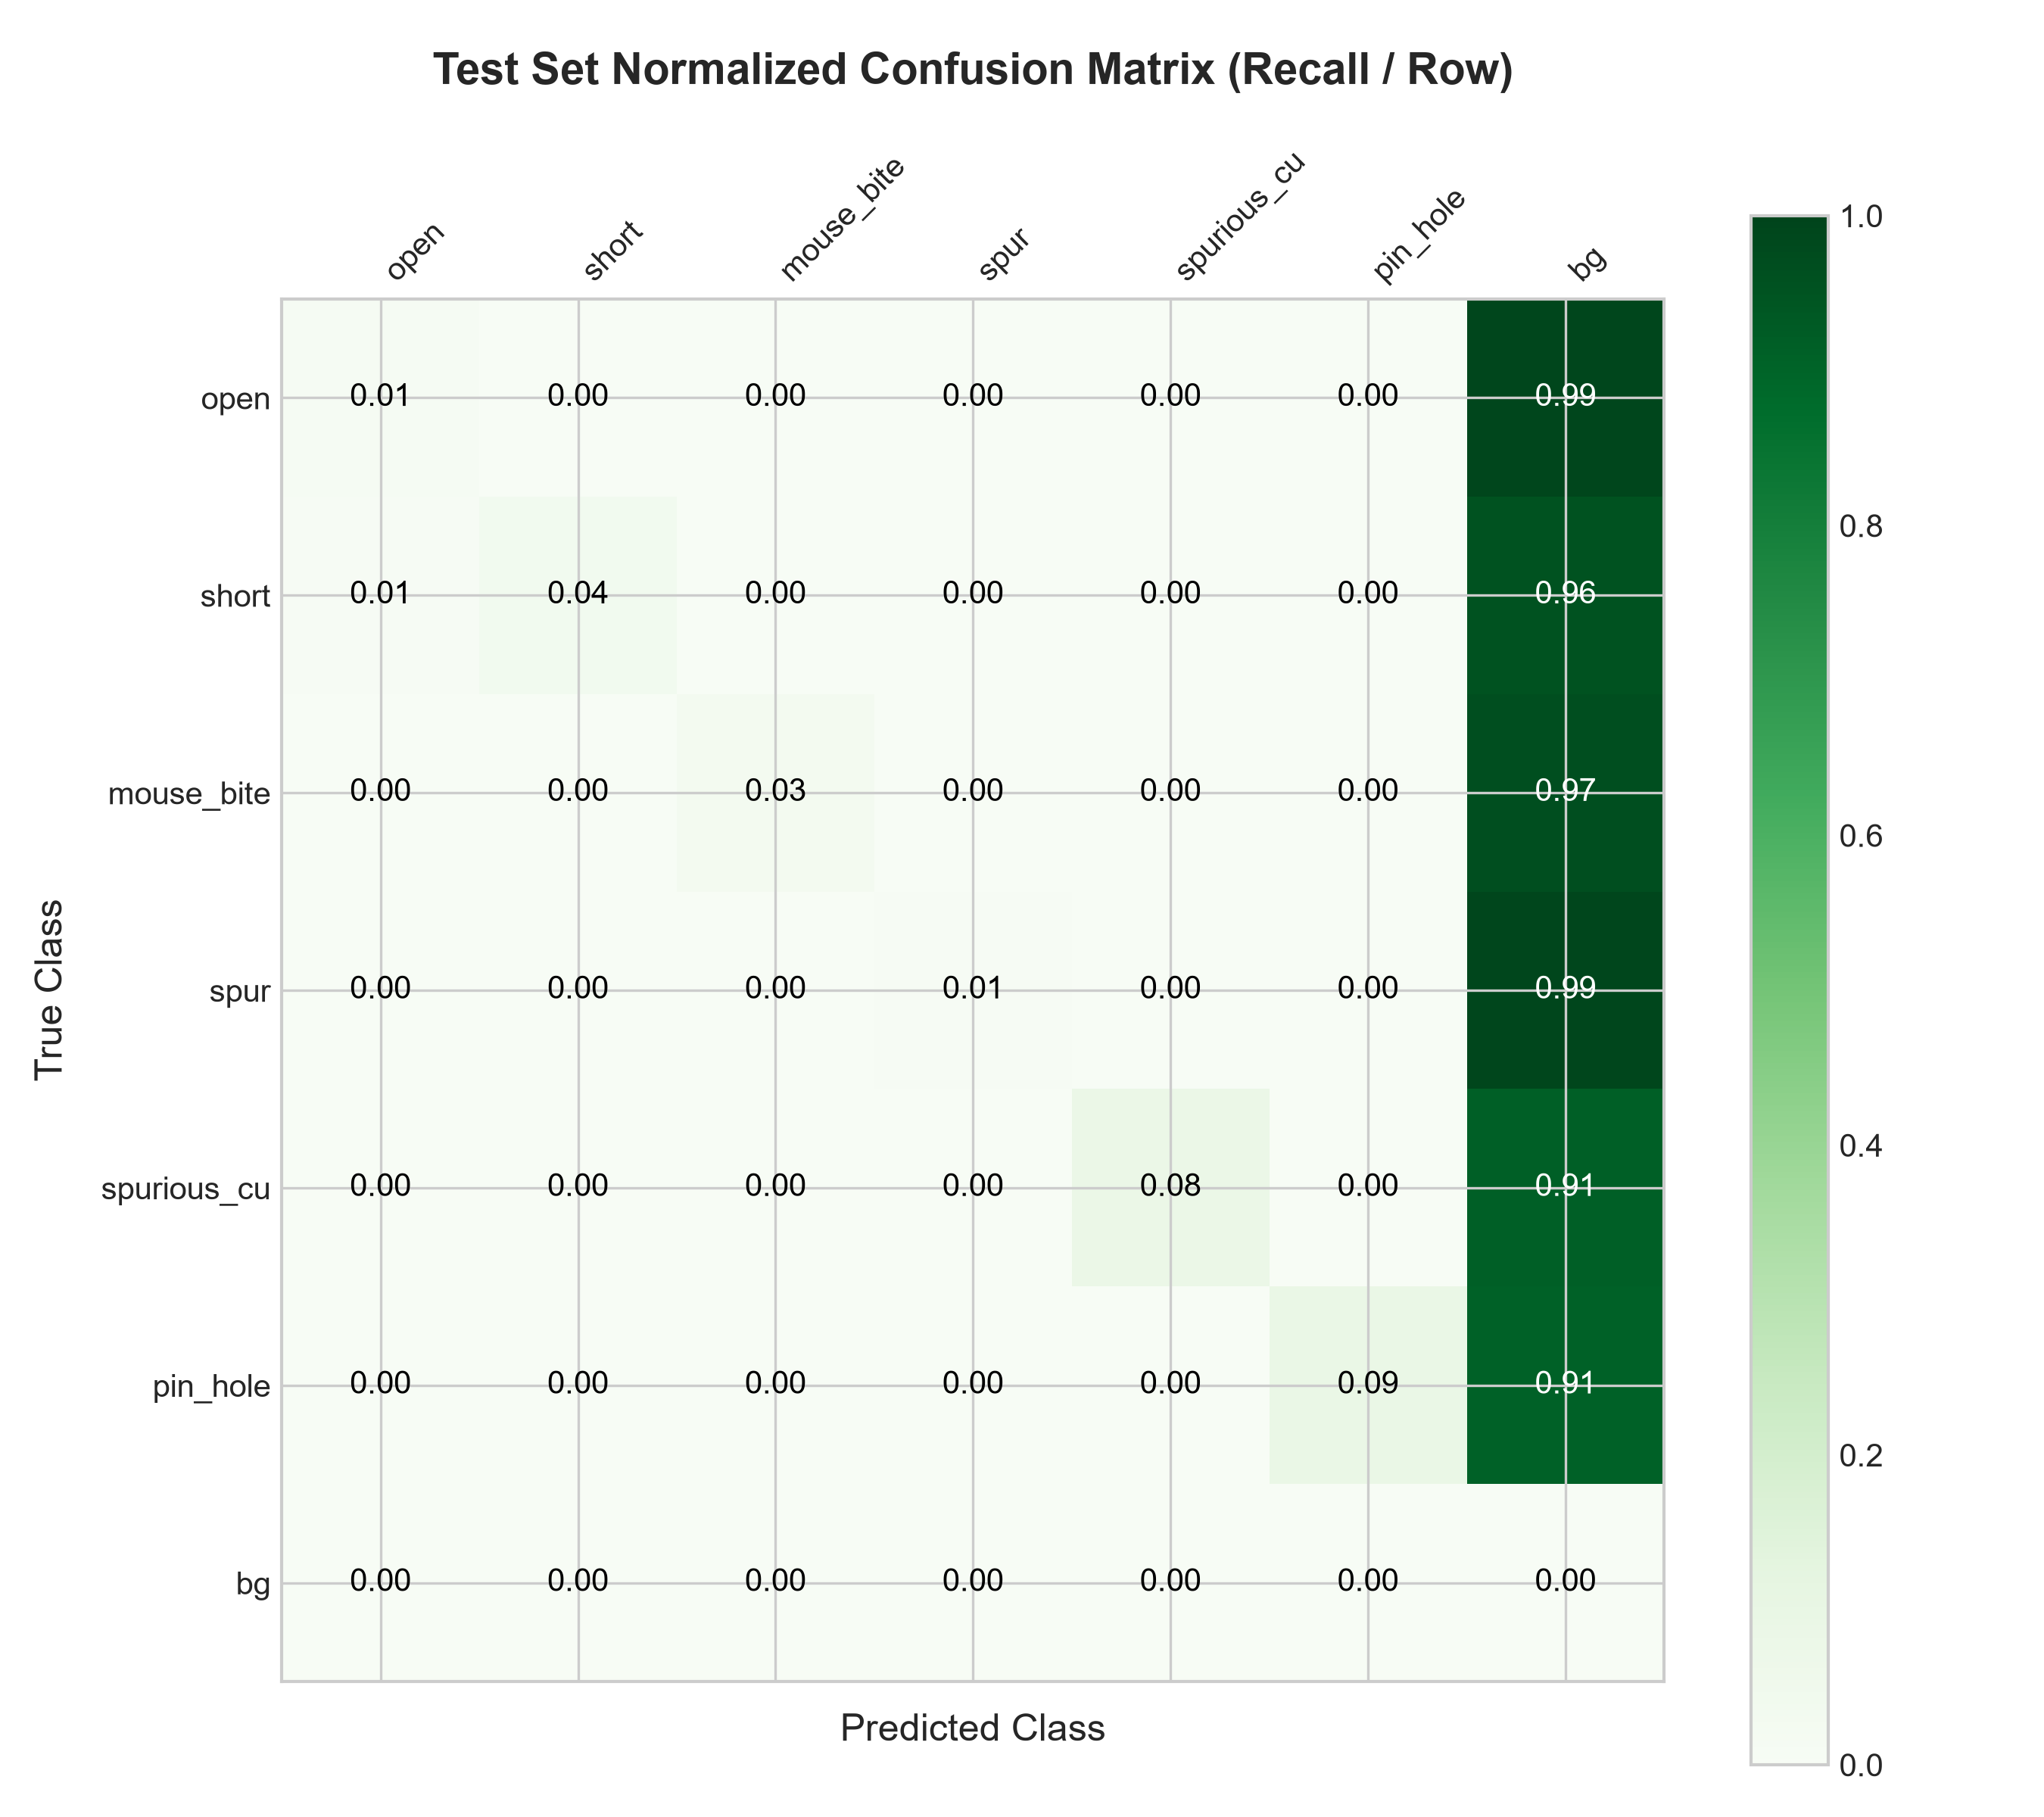 Test Set Normalized Confusion Matrix (Recall / Row)
open short mouse_bite spur spurious_cu pin_hole bg
open 0.01 0.00 0.00 0.00 0.00 0.00 0.99
short 0.01 0.04 0.00 0.00 0.00 0.00 0.96
mouse_bite 0.00 0.00 0.03 0.00 0.00 0.00 0.97
spur 0.00 0.00 0.00 0.01 0.00 0.00 0.99
spurious_cu 0.00 0.00 0.00 0.00 0.08 0.00 0.91
pin_hole 0.00 0.00 0.00 0.00 0.00 0.09 0.91
bg 0.00 0.00 0.00 0.00 0.00 0.00 0.00
True Class
Predicted Class
1.0
0.8
0.6
0.4
0.2
0.0